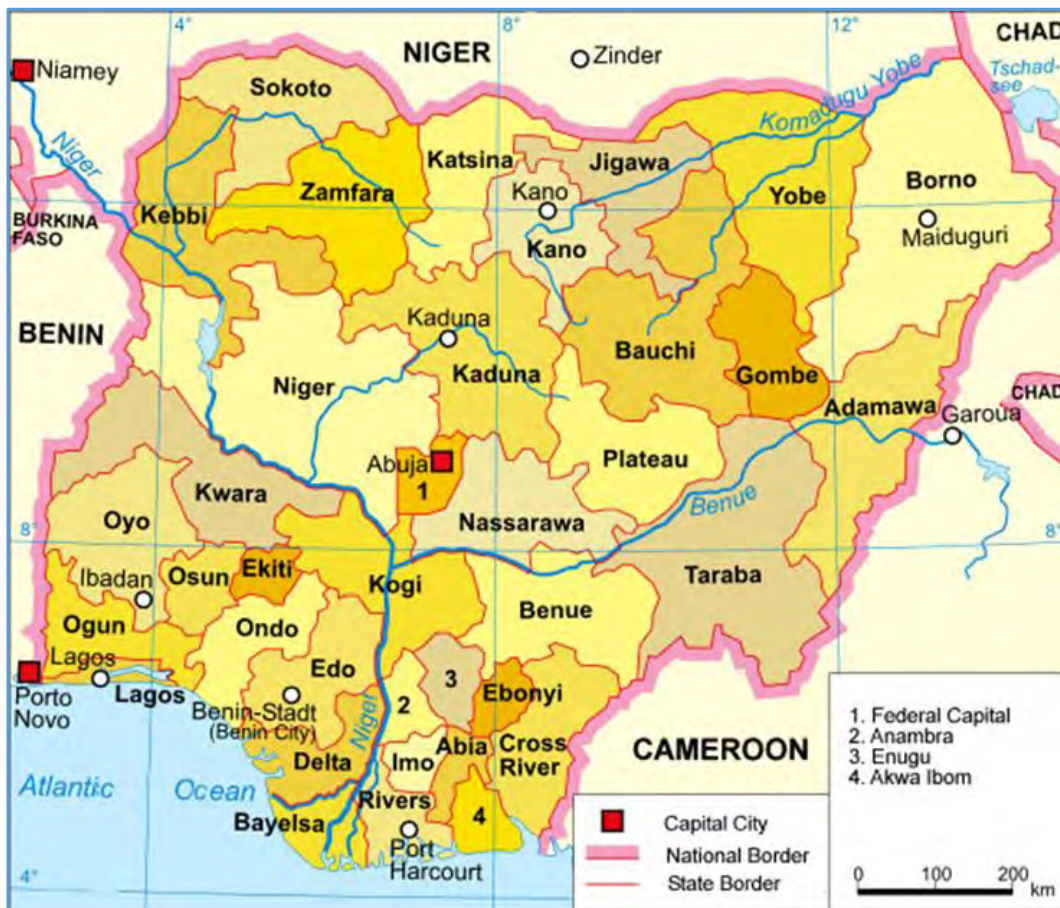 4°
8°
12°
CHAD
NIGER
Zinder
Niamey
Tschad-
see
Sokoto
Komadugu Yobe
Niger
Katsina
Jigawa
Zamfara
Kano
Yobe
Borno
Kebbi
BURKINA
FASO
Maiduguri
Kano
BENIN
Kaduna
Bauchi
Niger
Kaduna
Gombe
CHAD
Adamawa
Garoua
Abuja
1
Plateau
Kwara
Benue
Nassarawa
Oyo
8°
8°
Ekiti
Osun
Ibadan
Kogi
Taraba
Benue
Ogun
Ondo
Lagos
Edo
Lagos
3
Ebonyi
Porto
Novo
Benin-Stadt
(Benin City)
2
Niger
Abia
Cross
River
CAMEROON
Delta
Imo
Atlantic Ocean
Rivers
4
Bayelsa
Port
Harcourt
4°
1. Federal Capital
2. Anambra
3. Enugu
4. Akwa Ibom
Capital City
National Border
State Border
0 100 200
km